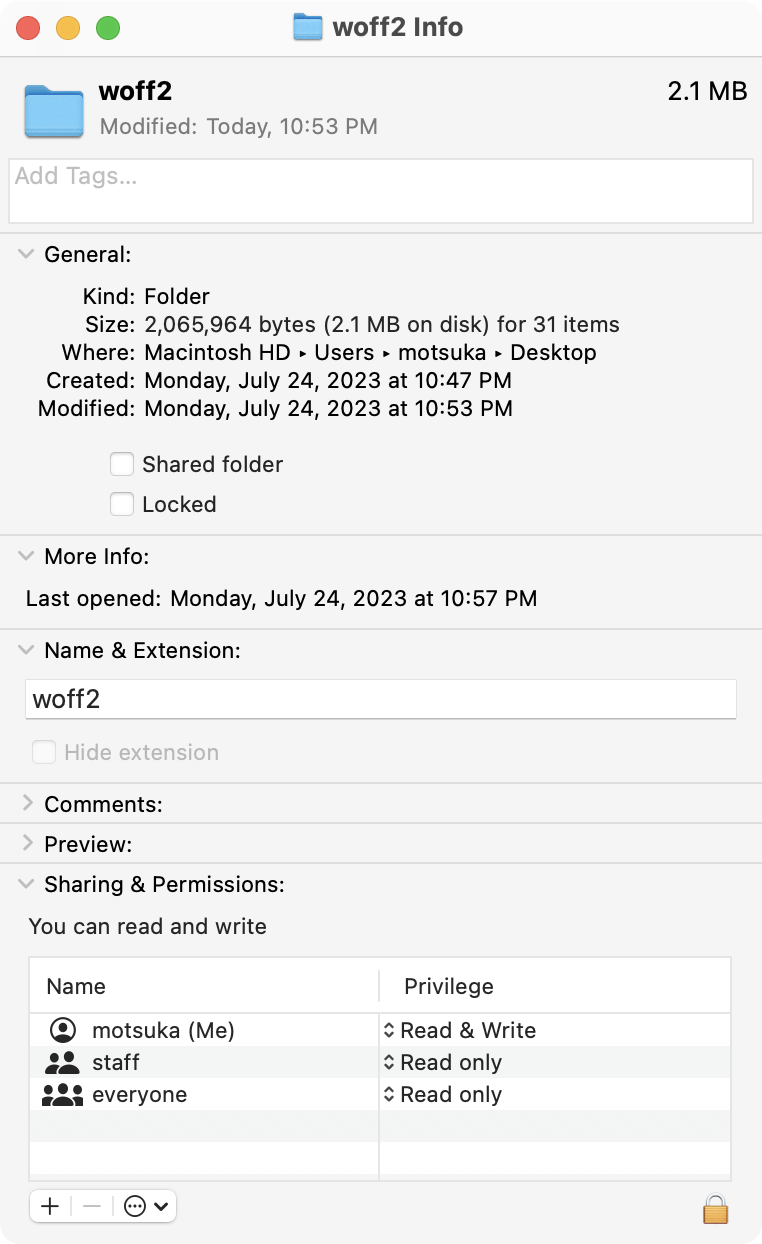 woff2 Info
woff2
2.1 MB
Modified: Today, 10:53 PM
Add Tags...
General:
Kind: Folder
Size: 2,065,964 bytes (2.1 MB on disk) for 31 items
Where: Macintosh HD ▸ Users ▸ motsuka ▸ Desktop
Created: Monday, July 24, 2023 at 10:47 PM
Modified: Monday, July 24, 2023 at 10:53 PM
Shared folder
Locked
More Info:
Last opened: Monday, July 24, 2023 at 10:57 PM
Name & Extension:
woff2
Hide extension
Comments:
Preview:
Sharing & Permissions:
You can read and write
Name Privilege
motsuka (Me) Read & Write
staff Read only
everyone Read only